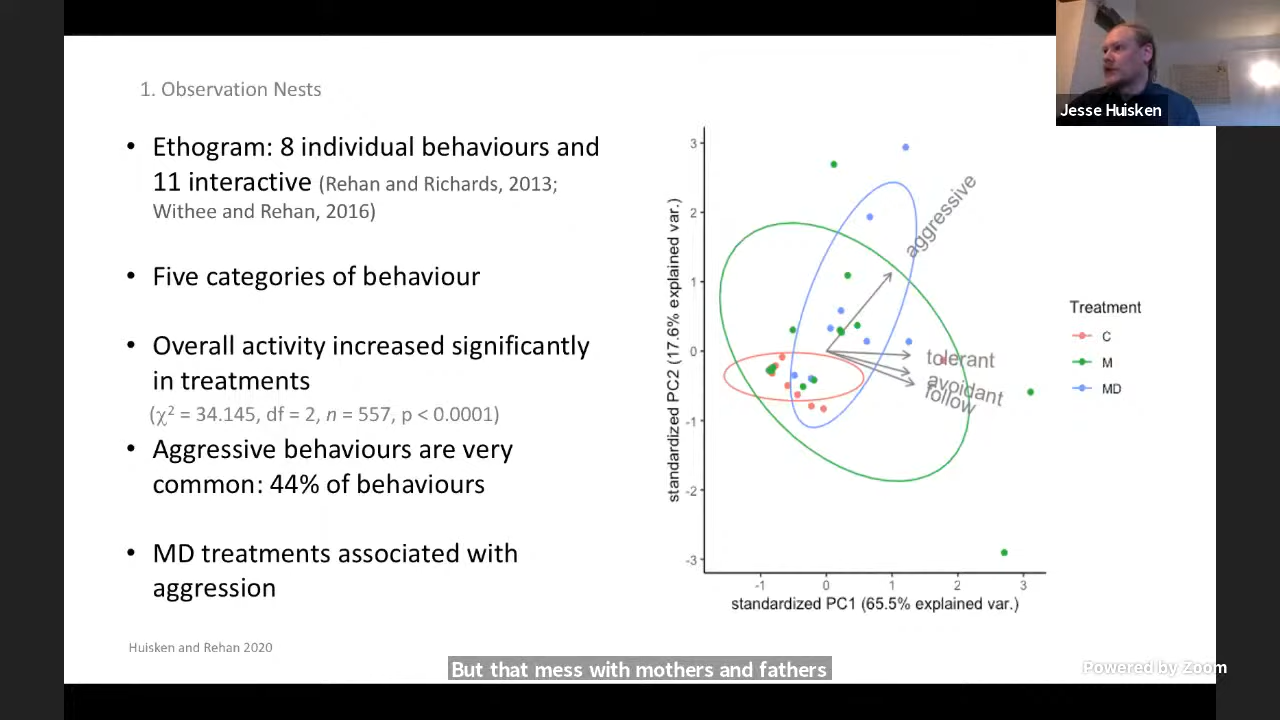 Jesse Huisken
1. Observation Nests
• Ethogram: 8 individual behaviours and
11 interactive (Rehan and Richards, 2013;
Withee and Rehan, 2016)
• Five categories of behaviour
• Overall activity increased significantly
in treatments
(χ² = 34.145, df = 2, n = 557, p < 0.0001)
• Aggressive behaviours are very
common: 44% of behaviours
• MD treatments associated with
aggression
Huisken and Rehan 2020
standardized PC2 (17.6% explained var.)
3
2
1
0
-1
-2
-3
aggressive
tolerant
avoidant
follow
-1 0 1 2 3
standardized PC1 (65.5% explained var.)
Treatment
C
M
MD
But that mess with mothers and fathers
Powered by Zoom